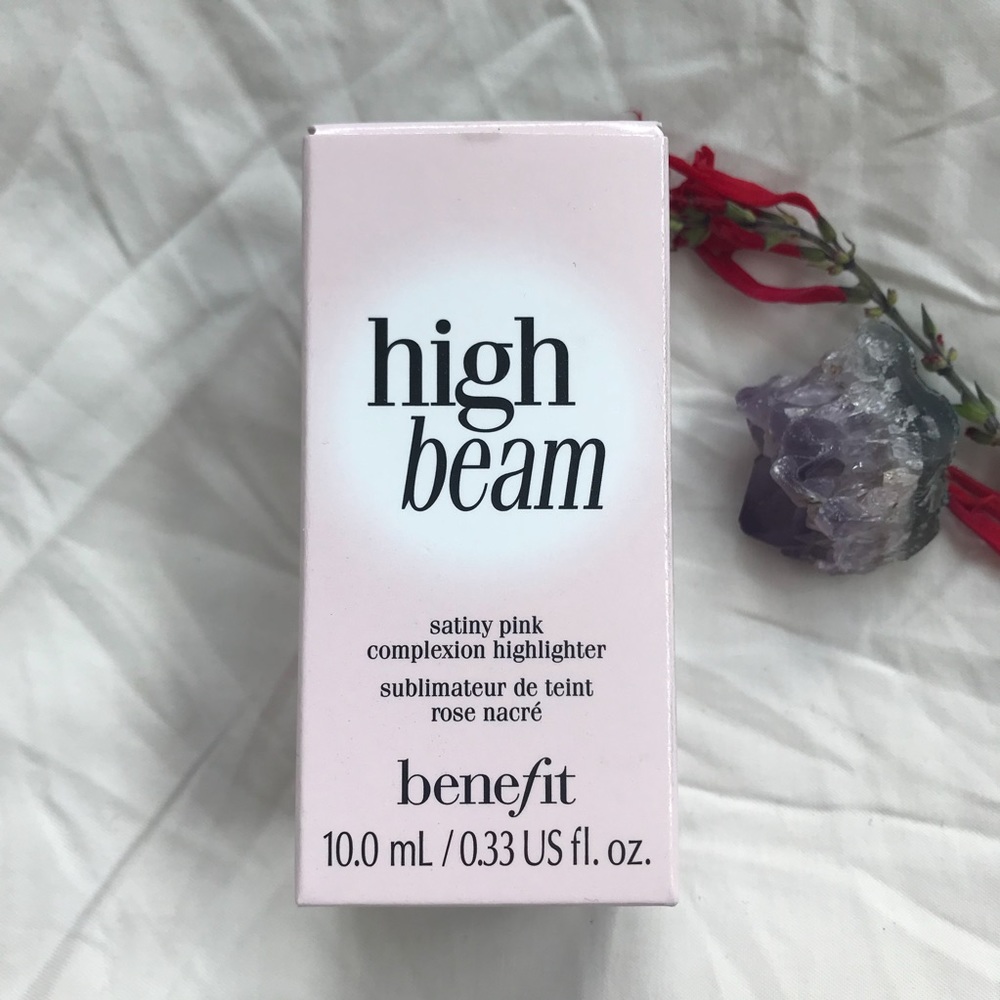 high
beam
satiny pink
complexion highlighter
sublimateur de teint
rose nacré
benefit
10.0 mL / 0.33 US fl. oz.